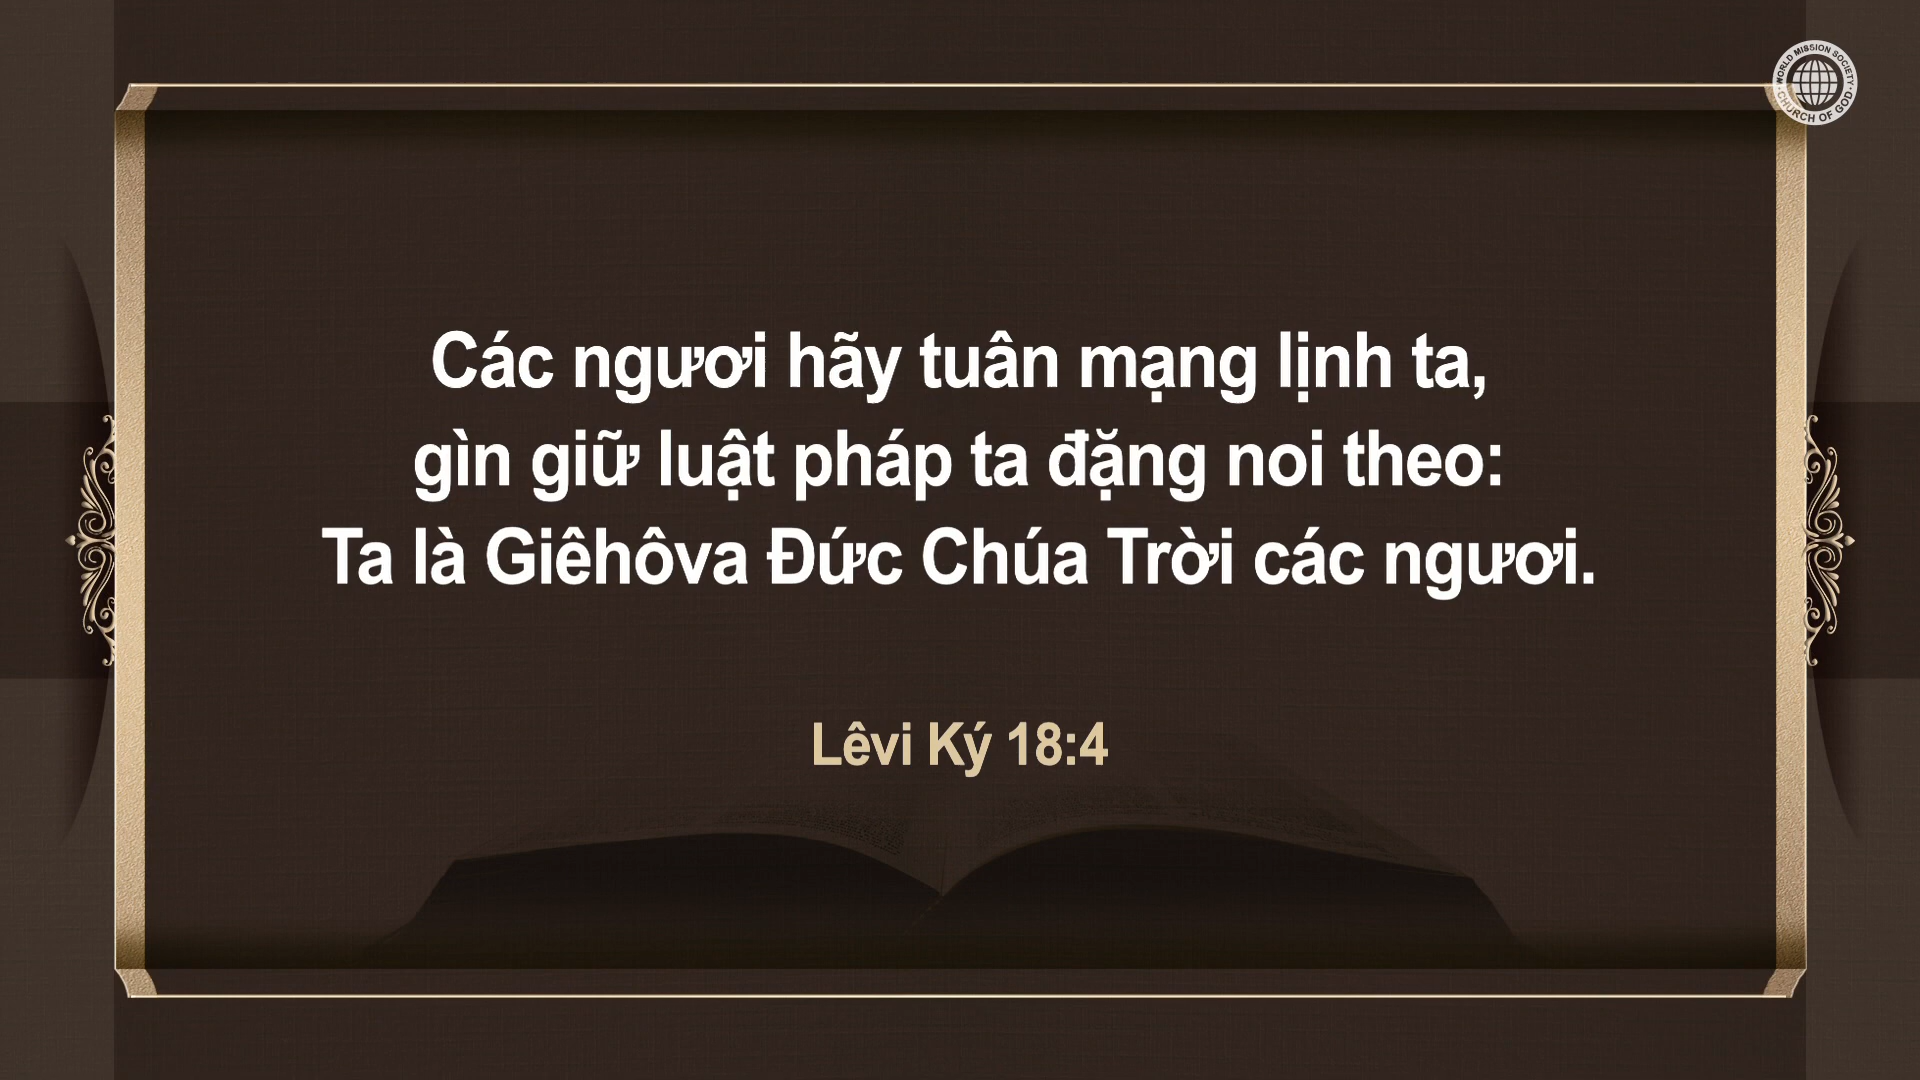 WORLD MISSION SOCIETY
CHURCH OF GOD
Các ngươi hãy tuân mạng lịnh ta,
gìn giữ luật pháp ta đặng noi theo:
Ta là Giêhôva Đức Chúa Trời các ngươi.
Lêvi Ký 18:4